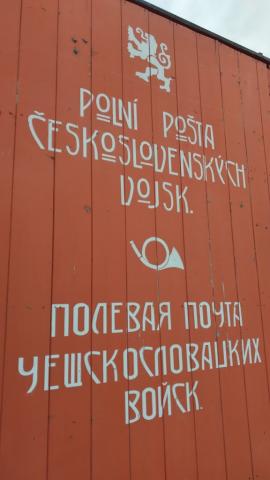 POLNÍ POŠTA
ČESKOSLOVENSKÝCH
VOJSK.
ПОЛЕВАЯ ПОЧТА
ЧЕШСКОСЛОВАЦКИХ
ВОЙСК.